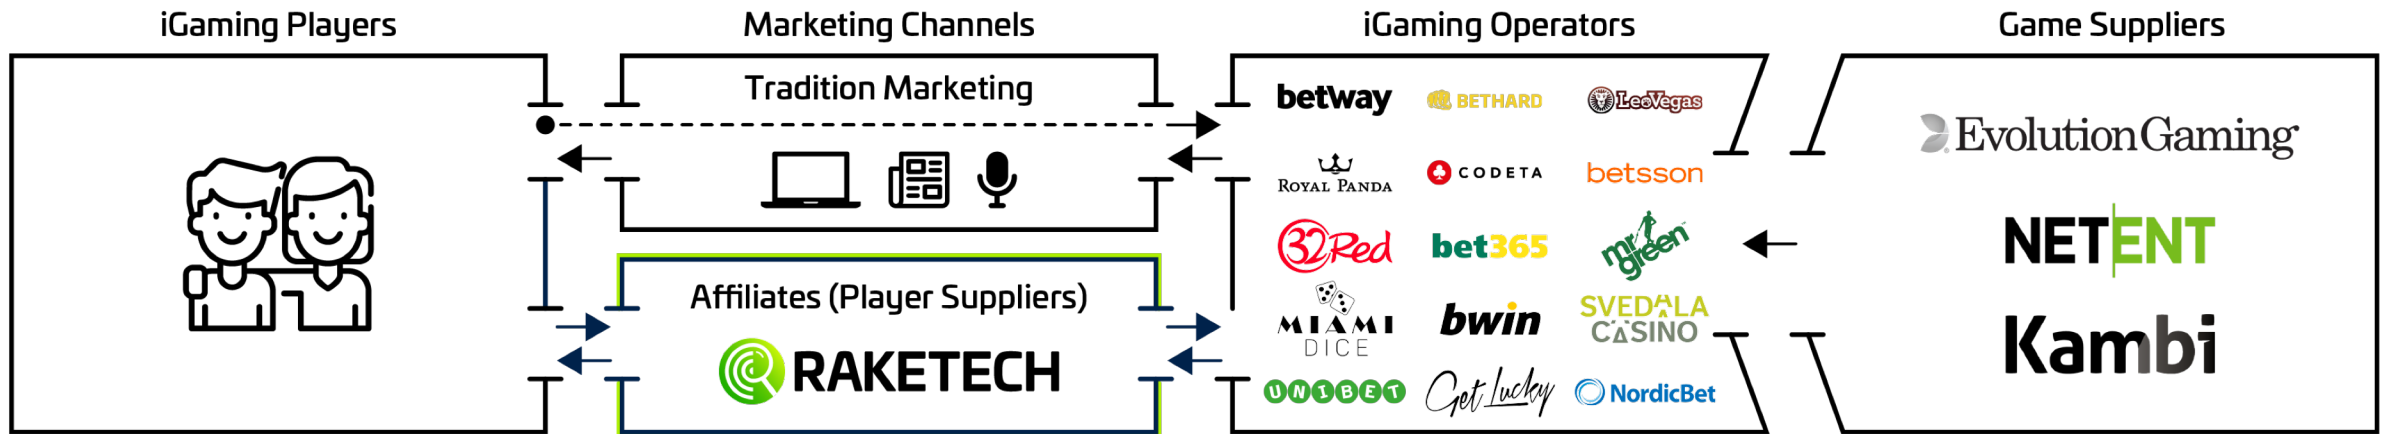 iGaming Players
Marketing Channels
iGaming Operators
Game Suppliers
Tradition Marketing
Affiliates (Player Suppliers)
RAKETECH
betway
BETHARD
LeoVegas
ROYAL PANDA
CODETA
betsson
32Red
bet365
mr green
MIAMI
DICE
bwin
SVEDALA
CASINO
UNIBET
Get Lucky
NordicBet
Evolution Gaming
NETENT
Kambi